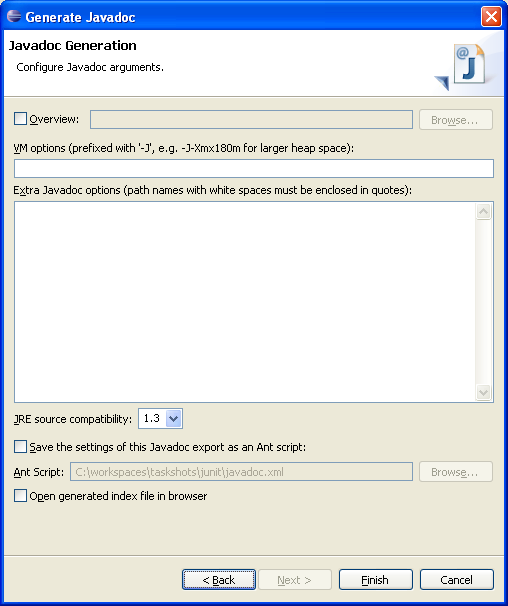 Generate Javadoc
Javadoc Generation
Configure Javadoc arguments.
@
J
Overview:
Browse...
VM options (prefixed with '-J', e.g. -J-Xmx180m for larger heap space):
Extra Javadoc options (path names with white spaces must be enclosed in quotes):
JRE source compatibility: 1.3
Save the settings of this Javadoc export as an Ant script:
Ant Script: C:\workspaces\taskshots\junit\javadoc.xml Browse...
Open generated index file in browser
< Back Next > Finish Cancel